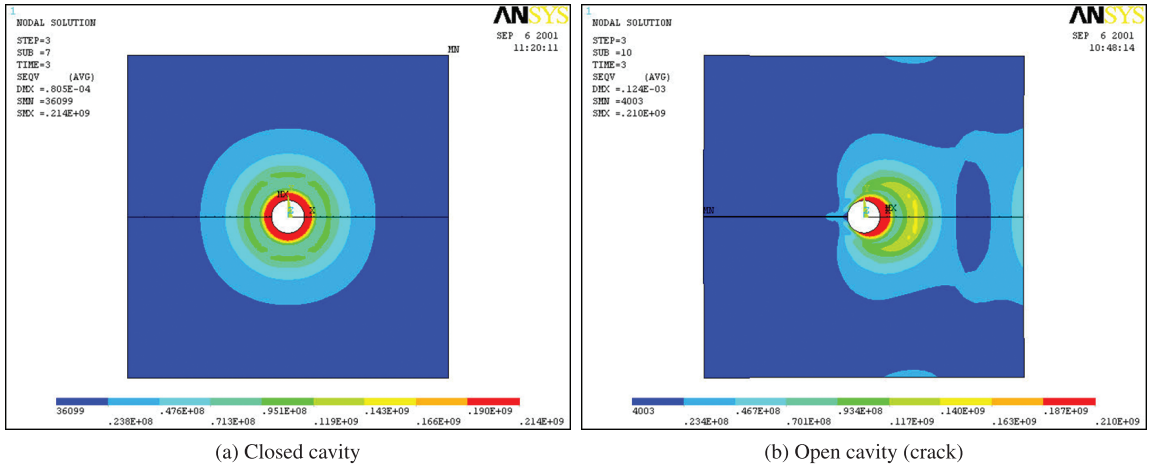 1
NODAL SOLUTION
STEP=3
SUB =7
TIME=3
SEQV (AVG)
DMX =.805E-04
SMN =36099
SMX =.214E+09
ANSYS
SEP 6 2001
11:20:11
MN
MX
X
36099 .476E+08 .951E+08 .143E+09 .190E+09
.238E+08 .713E+08 .119E+09 .166E+09 .214E+09
(a) Closed cavity
1
NODAL SOLUTION
STEP=3
SUB =10
TIME=3
SEQV (AVG)
DMX =.124E-03
SMN =4003
SMX =.210E+09
ANSYS
SEP 6 2001
10:48:14
MN
MX
4003 .467E+08 .934E+08 .140E+09 .187E+09
.234E+08 .701E+08 .117E+09 .163E+09 .210E+09
(b) Open cavity (crack)